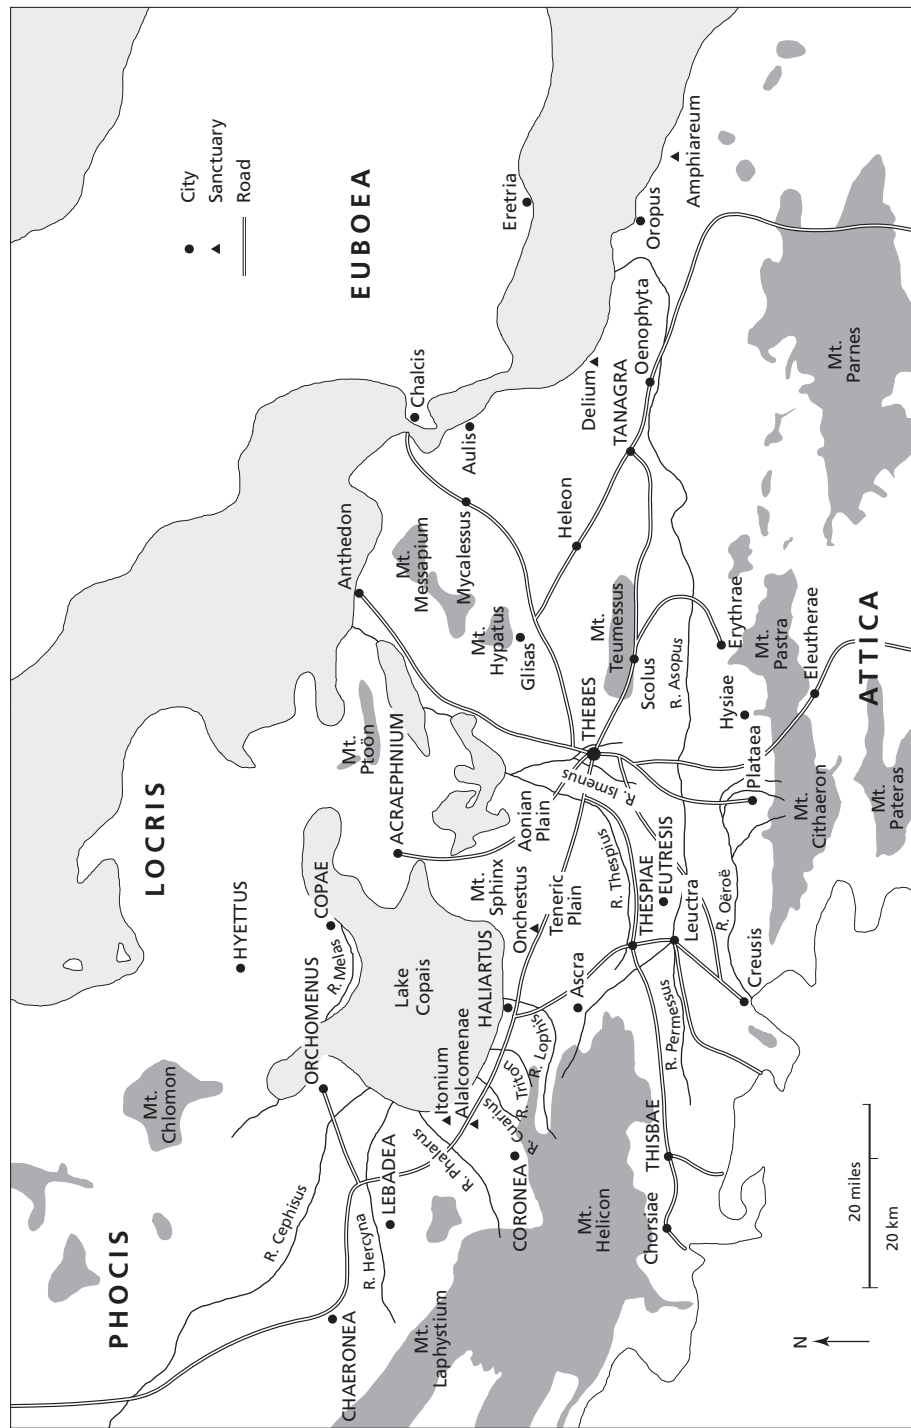 PHOCIS
LOCRIS
EUBOEA
ATTICA
City
Sanctuary
Road
Mt.
Chlomon
HYETTUS
ORCHOMENUS
COPAE
R. Melas
R. Cephisus
CHAERONEA
R. Hercyna
LEBADEA
Lake
Copais
ACRAEPHNIUM
Mt.
Ptoön
Anthedon
Chalcis
Aulis
Eretria
Mt.
Messapium
Mycalessus
Mt.
Hypatus
Glisas
Mt.
Laphystium
R. Phalarus
Itonium
Alalcomenae
R. Cuarius
R. Triton
R. Lophis
CORONEA
HALIARTUS
Mt.
Sphinx
Onchestus
Teneric
Plain
Aonian
Plain
THEBES
R. Ismenus
Heleon
Delium
TANAGRA
Oenophyta
Oropus
Amphiareum
Mt.
Teumessus
Scolus
R. Asopus
Mt.
Helicon
Ascra
R. Thespius
THESPIAE
EUTRESIS
Leuctra
R. Permessus
THISBAE
Chorsiae
Creusis
R. Oëroë
Plataea
Hysiae
Erythrae
Mt.
Pastra
Eleutherae
Mt.
Cithaeron
Mt.
Pateras
Mt.
Parnes
N
20 miles
20 km